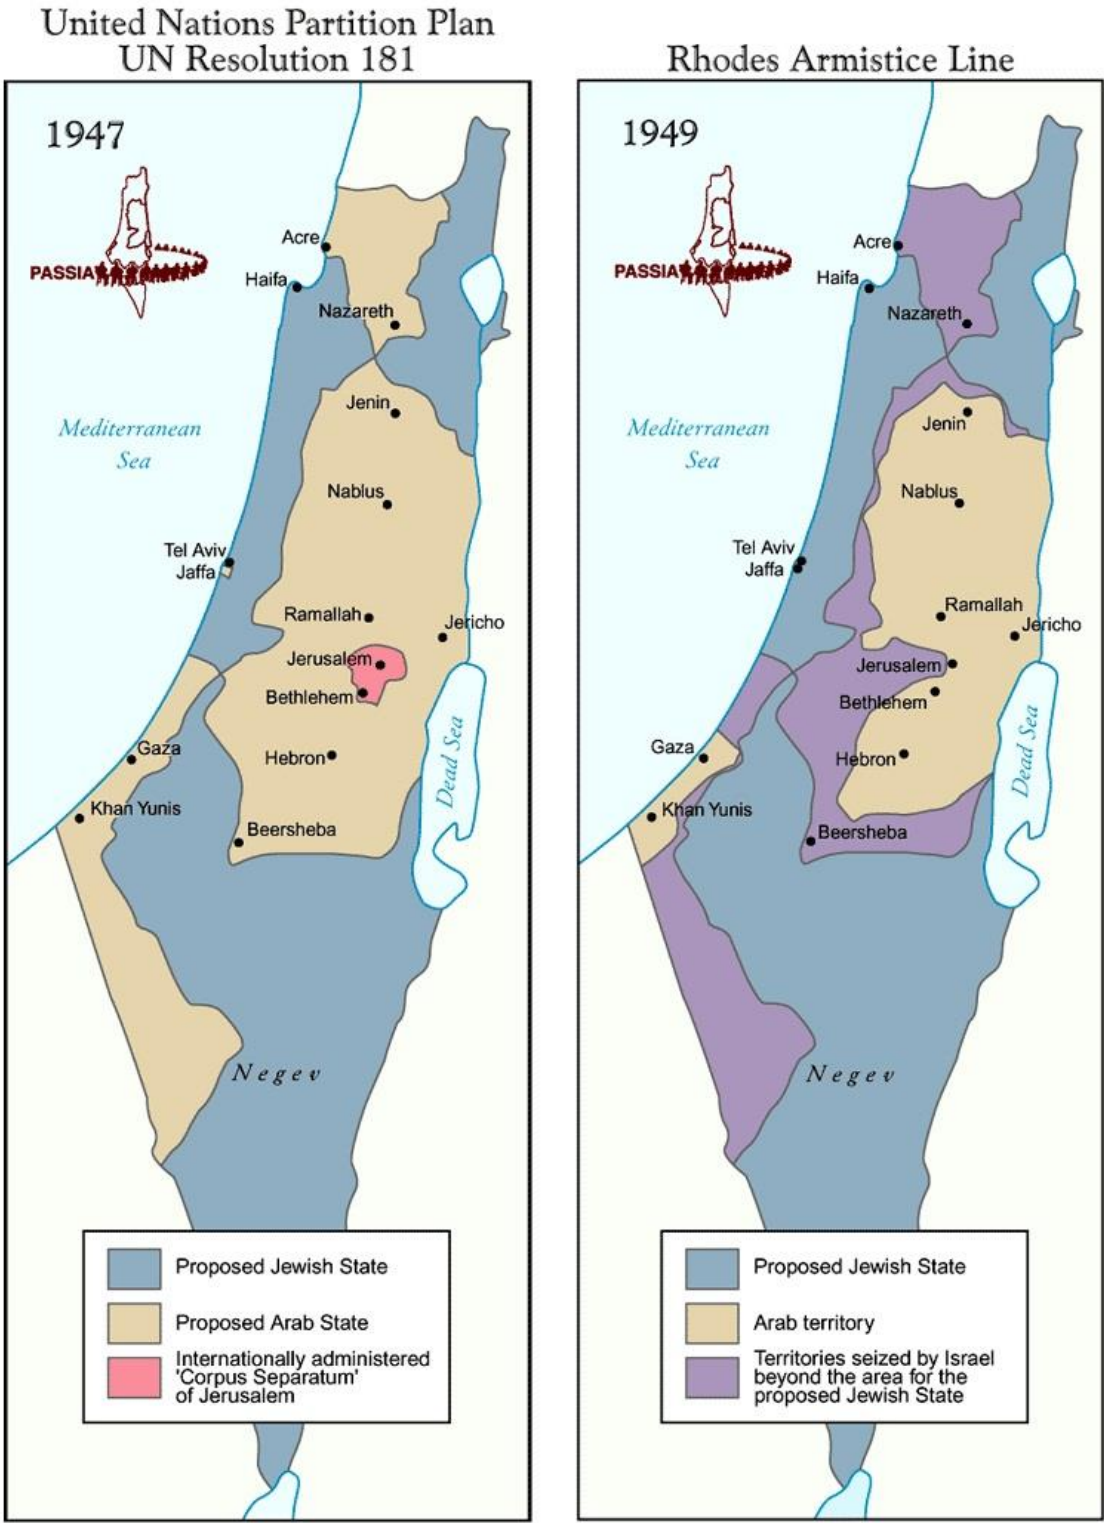 United Nations Partition Plan
UN Resolution 181
1947
PASSIA
Acre
Haifa
Nazareth
Mediterranean
Sea
Jenin
Nablus
Tel Aviv
Jaffa
Ramallah
Jericho
Jerusalem
Bethlehem
Gaza
Hebron
Dead Sea
Khan Yunis
Beersheba
Negev
Proposed Jewish State
Proposed Arab State
Internationally administered
'Corpus Separatum'
of Jerusalem
Rhodes Armistice Line
1949
PASSIA
Acre
Haifa
Nazareth
Mediterranean
Sea
Jenin
Nablus
Tel Aviv
Jaffa
Ramallah
Jericho
Jerusalem
Bethlehem
Gaza
Hebron
Dead Sea
Khan Yunis
Beersheba
Negev
Proposed Jewish State
Arab territory
Territories seized by Israel
beyond the area for the
proposed Jewish State